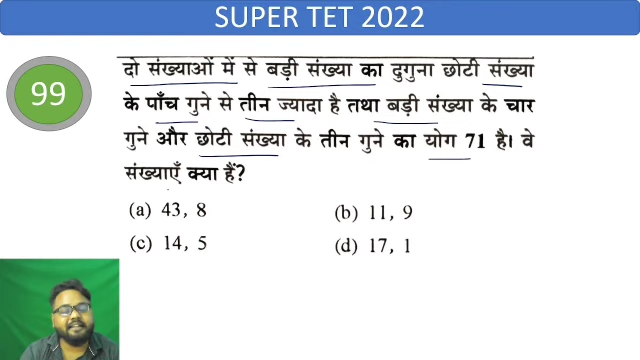 SUPER TET 2022
99
दो संख्याओं में से बड़ी संख्या का दुगुना छोटी संख्या
के पाँच गुने से तीन ज्यादा है तथा बड़ी संख्या के चार
गुने और छोटी संख्या के तीन गुने का योग 71 है। वे
संख्याएँ क्या हैं?
(a) 43, 8 (b) 11, 9
(c) 14, 5 (d) 17, 1